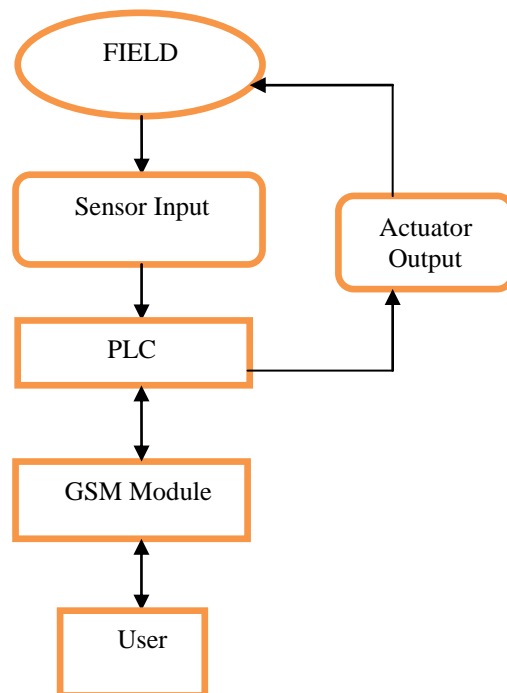 FIELD
Sensor Input
Actuator
Output
PLC
GSM Module
User